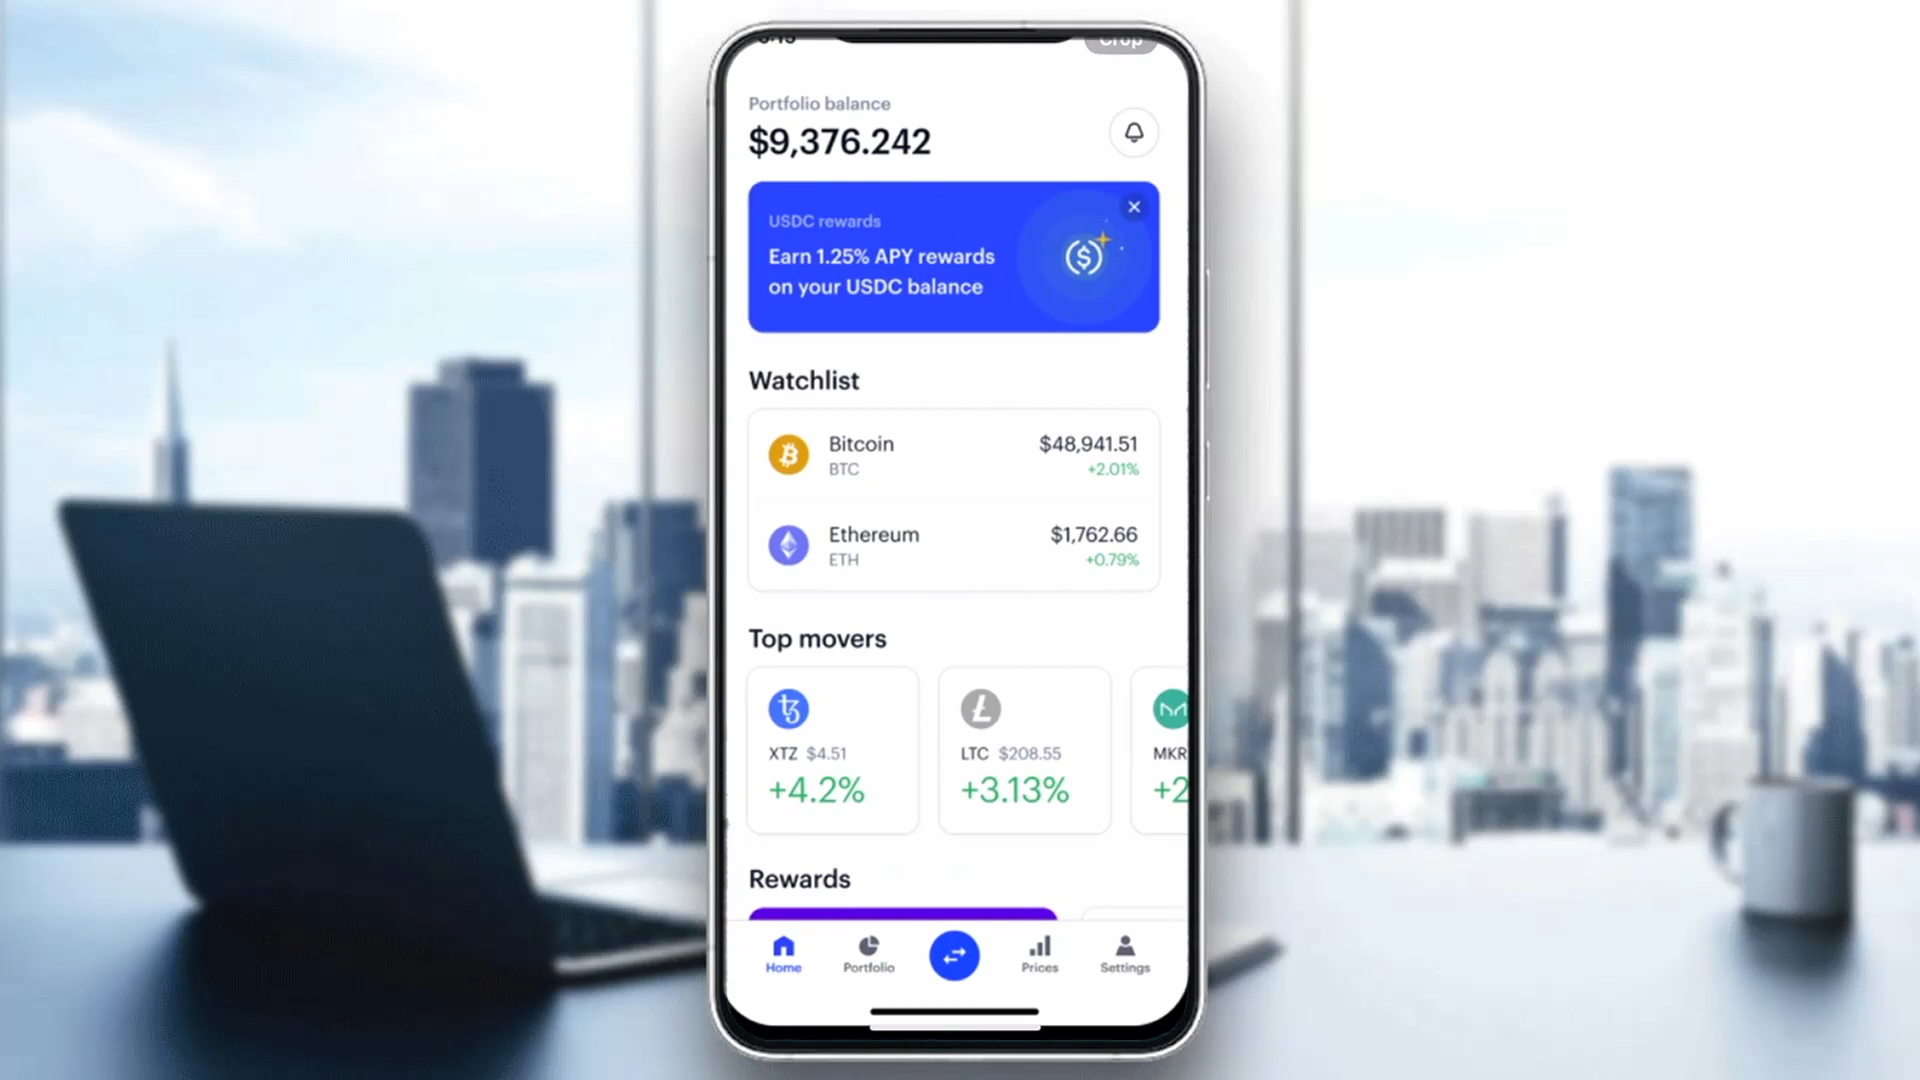 Crop
Portfolio balance
$9,376.242
USDC rewards
Earn 1.25% APY rewards
on your USDC balance
Watchlist
Bitcoin
$48,941.51
BTC
+2.01%
Ethereum
$1,762.66
ETH
+0.79%
Top movers
XTZ $4.51
LTC $208.55
MKR
+4.2%
+3.13%
+2
Rewards
Home
Portfolio
Prices
Settings